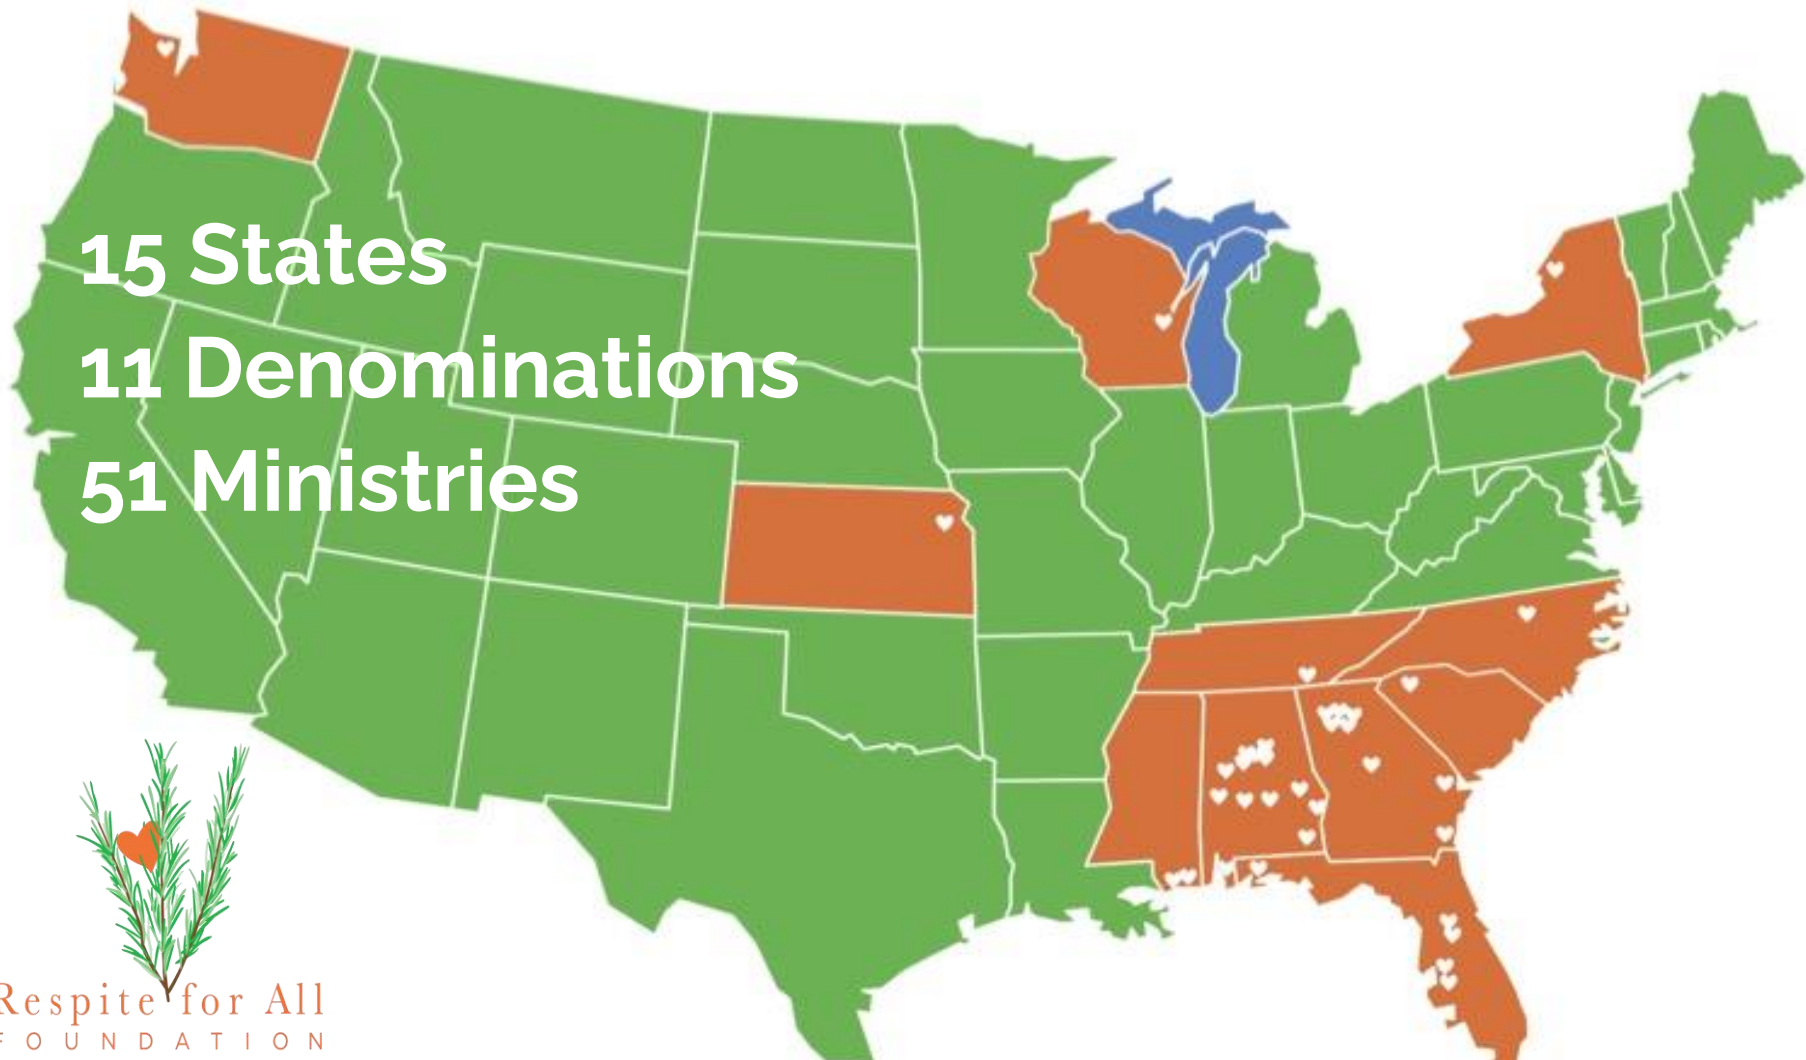 15 States
11 Denominations
51 Ministries
Respite for All
FOUNDATION